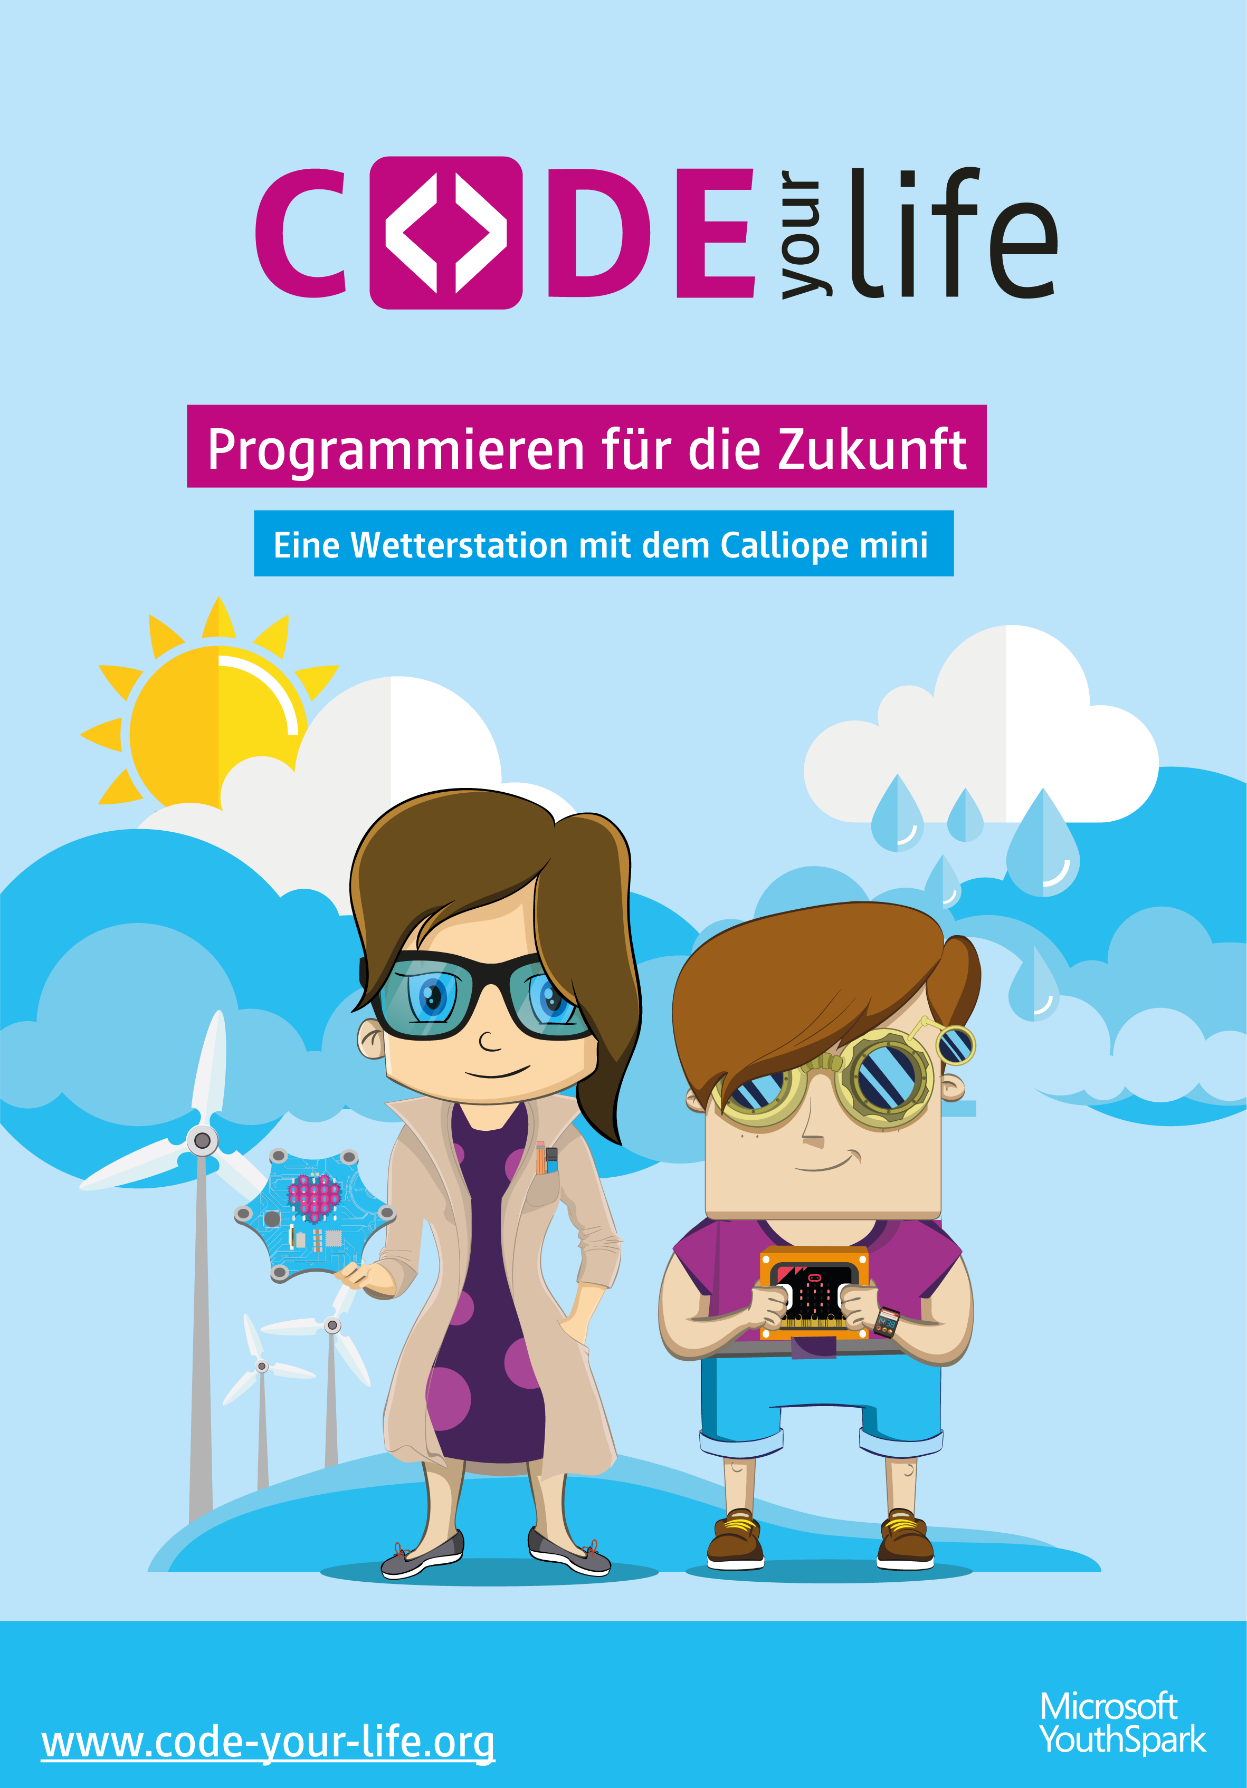 CODE your life
Programmieren für die Zukunft
Eine Wetterstation mit dem Calliope mini
www.code-your-life.org
Microsoft
YouthSpark